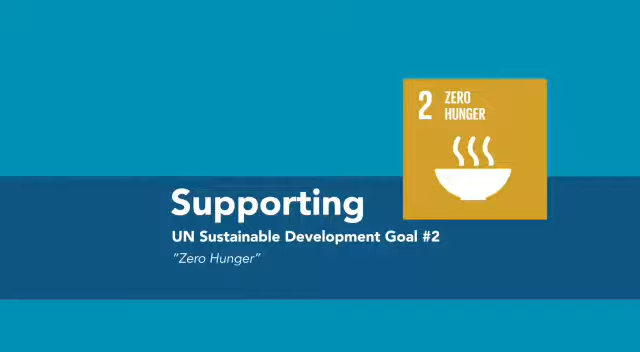 2 ZERO
HUNGER
Supporting
UN Sustainable Development Goal #2
“Zero Hunger”